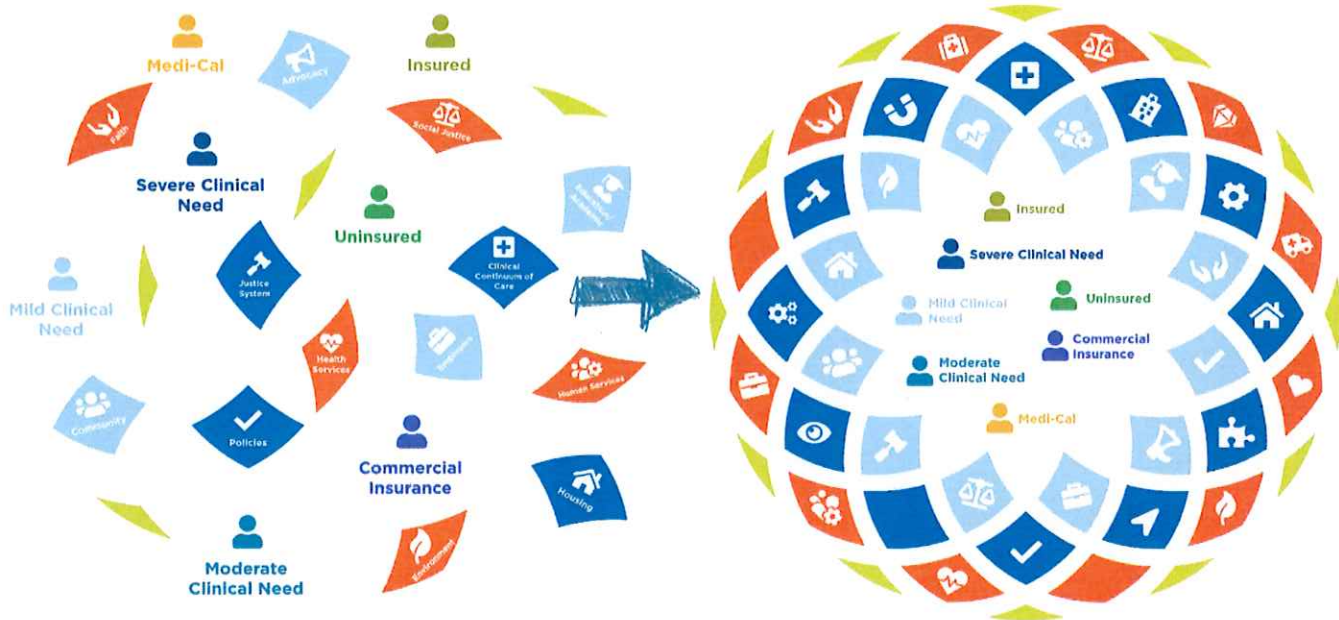 Medi-Cal
Advocacy
Insured
Faith
Social Justice
Severe Clinical
Need
Education/
Academic
Uninsured
Clinical
Continuum of
Care
Justice
System
Mild Clinical
Need
Health
Services
Employers
Human Services
Community
Policies
Commercial
Insurance
Housing
Environment
Moderate
Clinical Need
Insured
Severe Clinical Need
Mild Clinical
Need
Uninsured
Commercial
Insurance
Moderate
Clinical Need
Medi-Cal